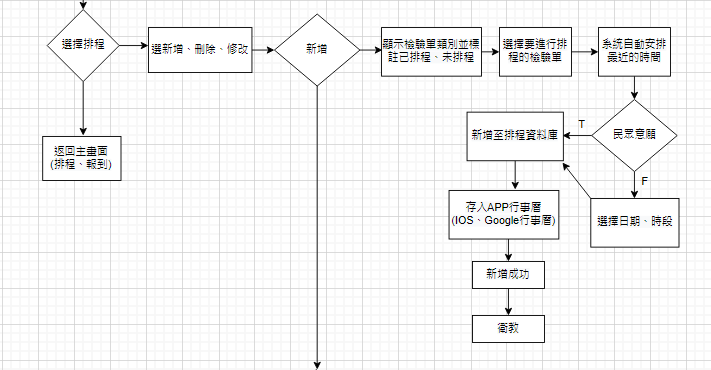 選擇排程
選新增、刪除、修改
新增
顯示檢驗單類別並標
註已排程、未排程
選擇要進行排
程的檢驗單
系統自動安排
最近的時間
民眾意願
T
新增至排程資料庫
F
選擇日期、時段
返回主畫面
(排程、報到)
存入APP行事曆
(IOS、Google行事曆)
新增成功
衛教